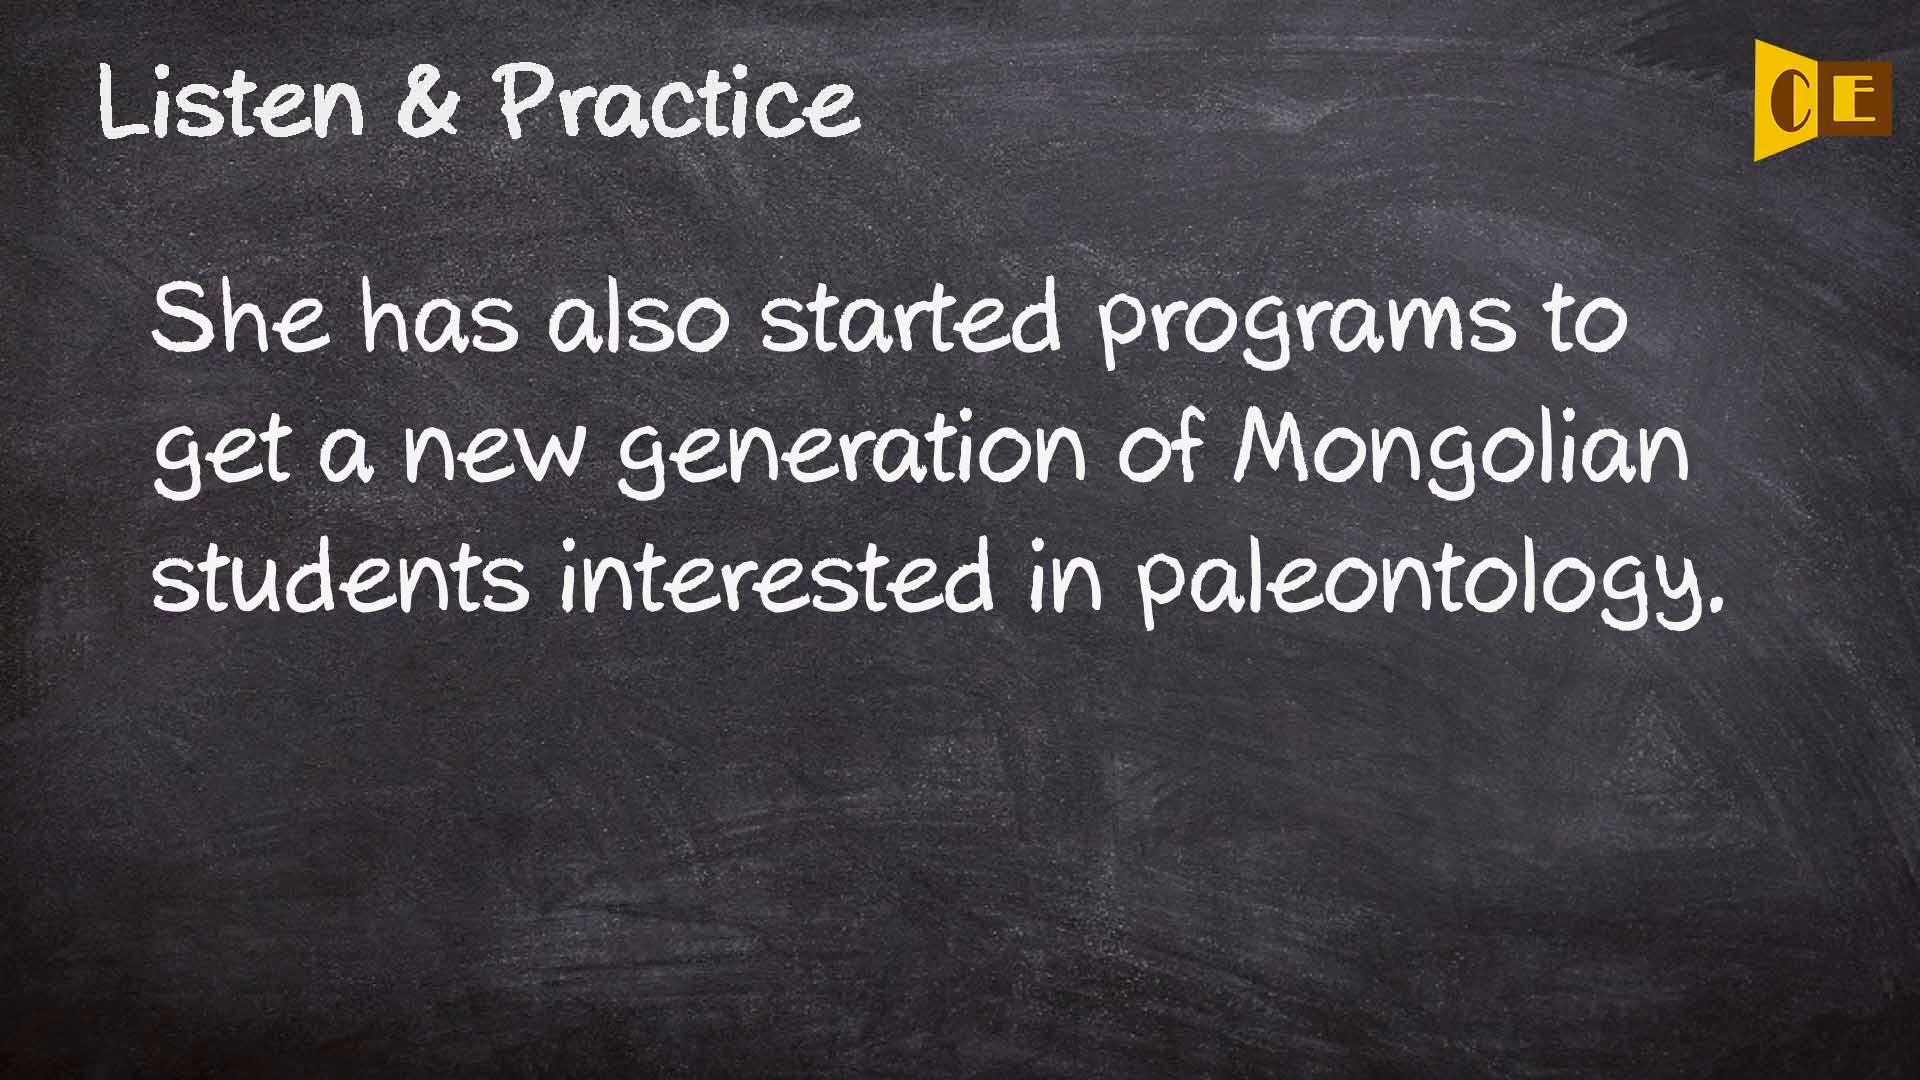 Listen & Practice
CE
She has also started programs to
get a new generation of Mongolian
students interested in paleontology.